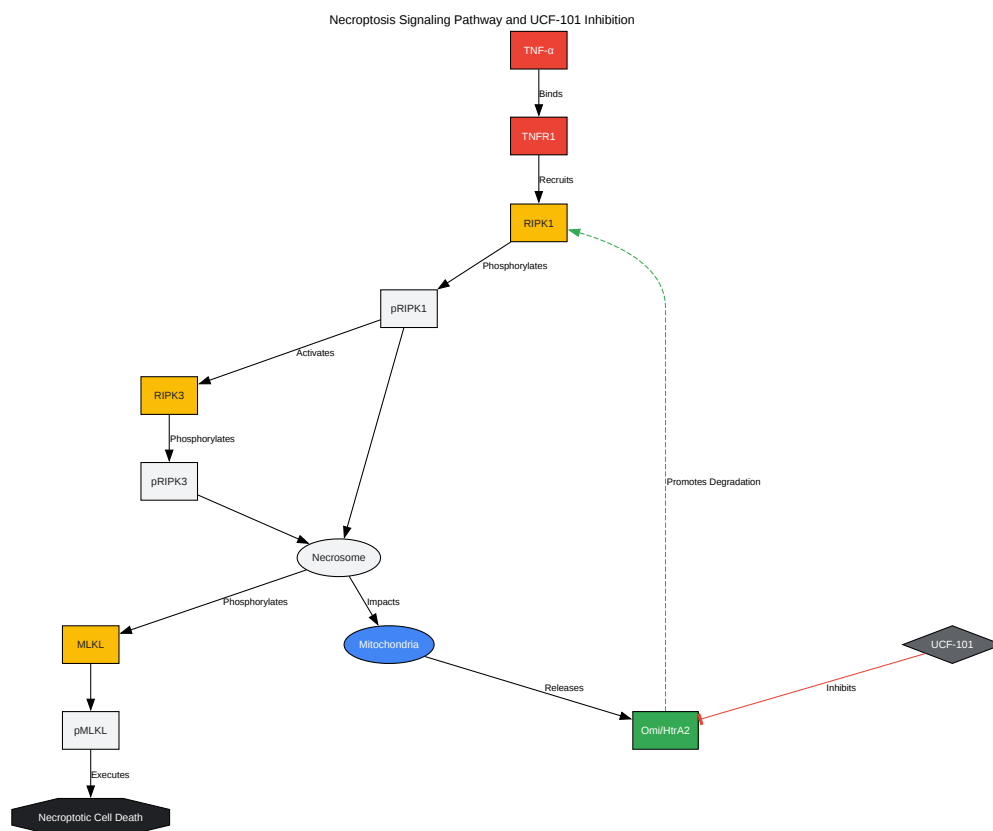 Necroptosis Signaling Pathway and UCF-101 Inhibition
TNF-α
Binds
TNFR1
Recruits
RIPK1
Phosphorylates
pRIPK1
Activates
RIPK3
Phosphorylates
pRIPK3
Promotes Degradation
Necrosome
Phosphorylates
Impacts
MLKL
Mitochondria
UCF-101
Releases
Inhibits
pMLKL
Omi/HtrA2
Executes
Necroptotic Cell Death